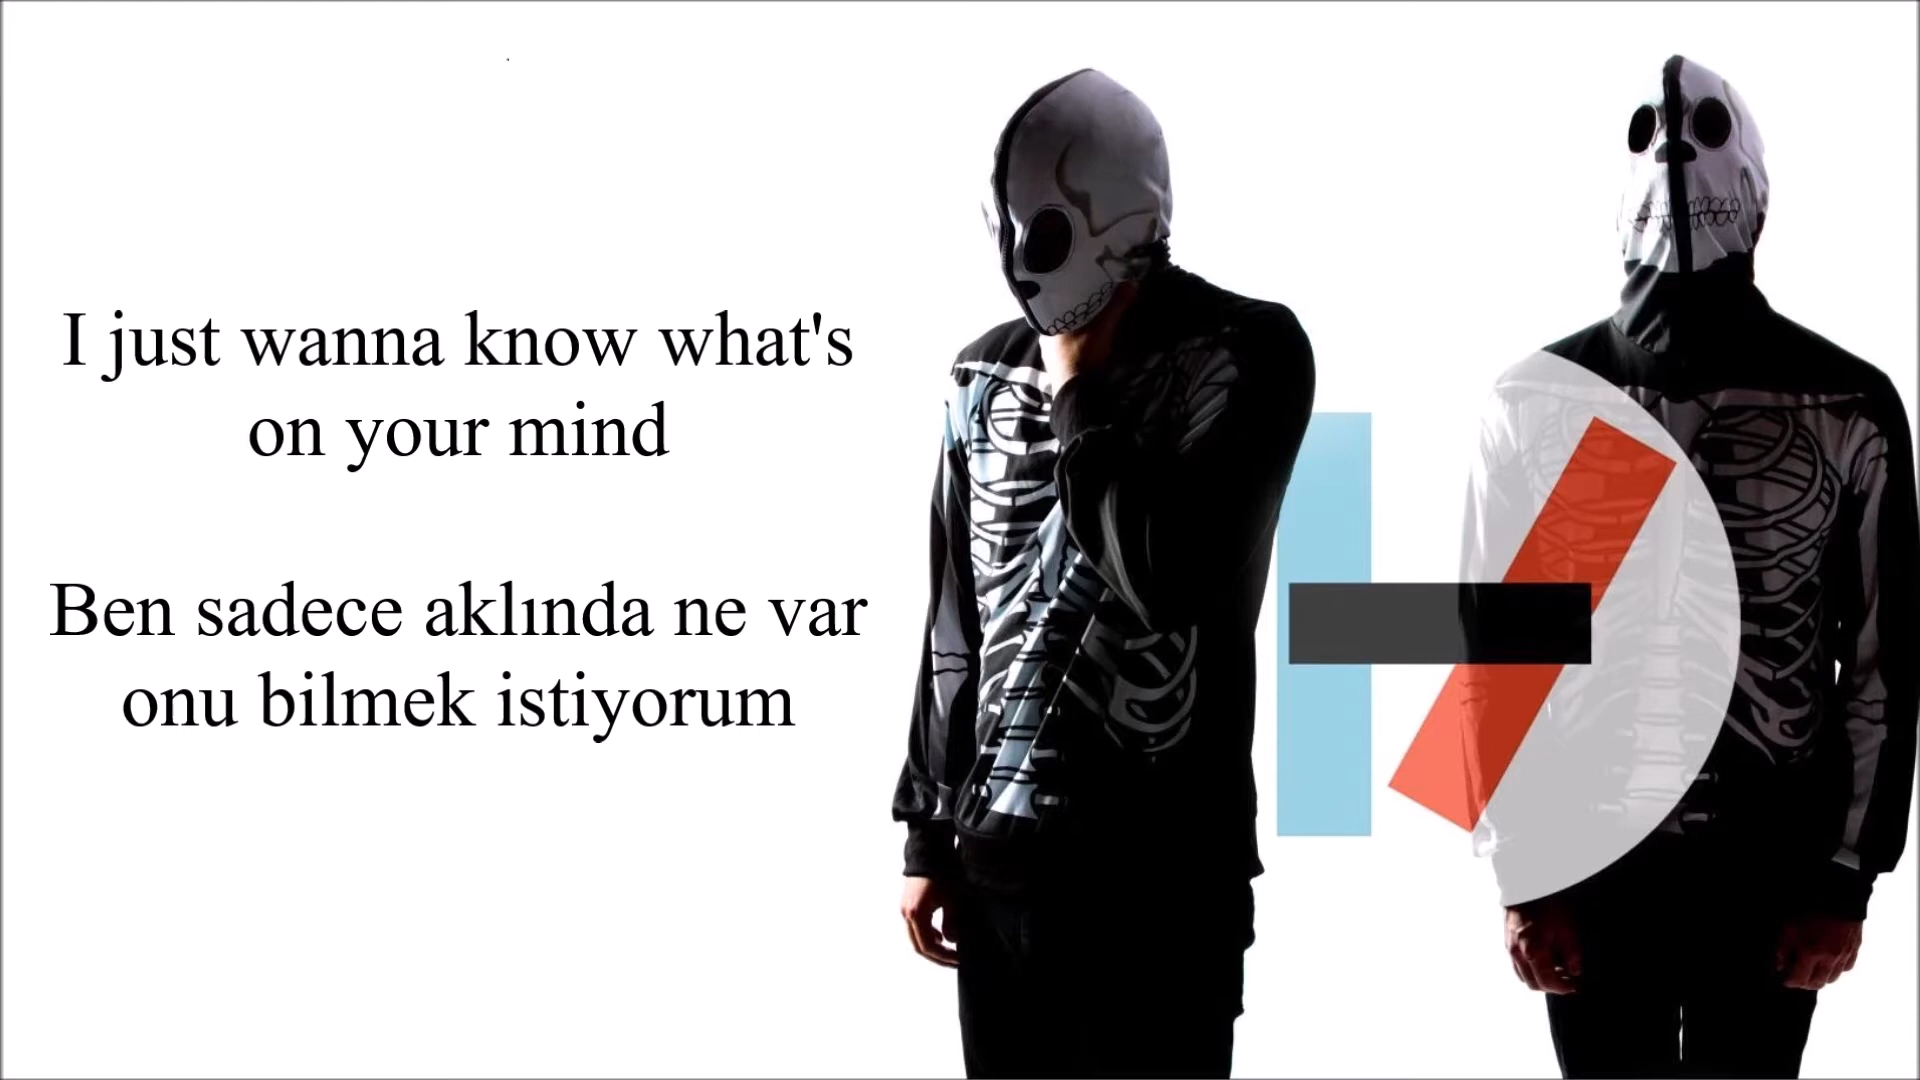 I just wanna know what's
on your mind
Ben sadece aklında ne var
onu bilmek istiyorum